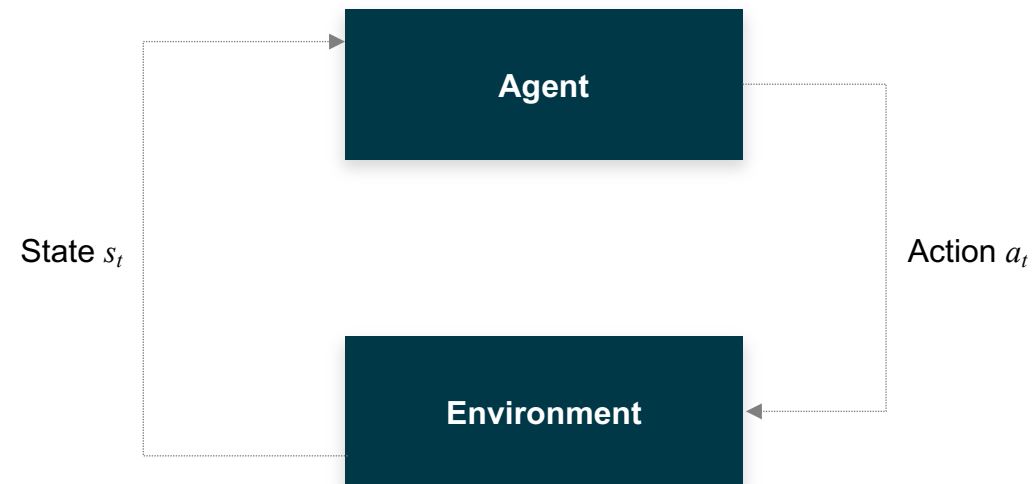 Agent
State sₜ
Action aₜ
Environment